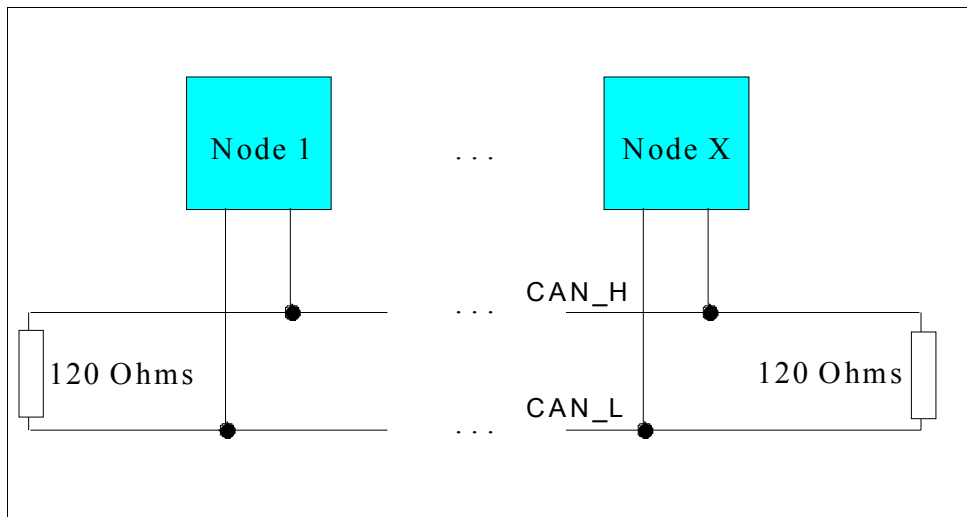 Node 1
. . .
Node X
CAN_H
. . .
120 Ohms
120 Ohms
CAN_L
. . .